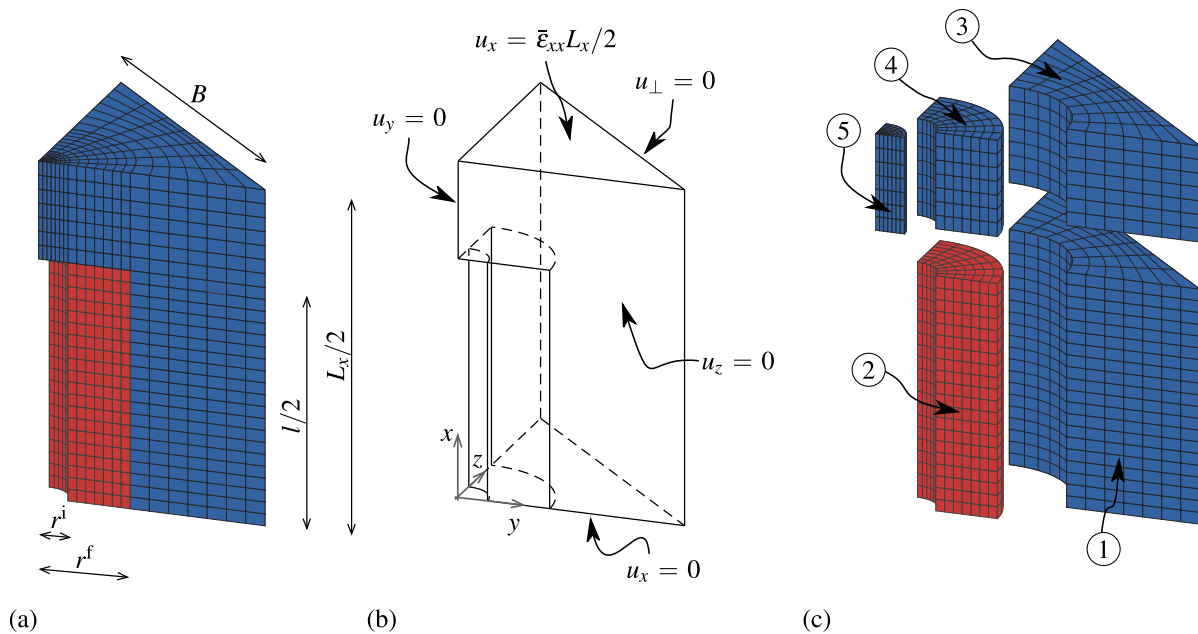 B
L_x/2
l/2
r^i
r^f
(a)
u_x = ε̄_xx L_x/2
u_⊥ = 0
u_y = 0
u_z = 0
x
z
y
u_x = 0
(b)
3
4
5
2
1
(c)